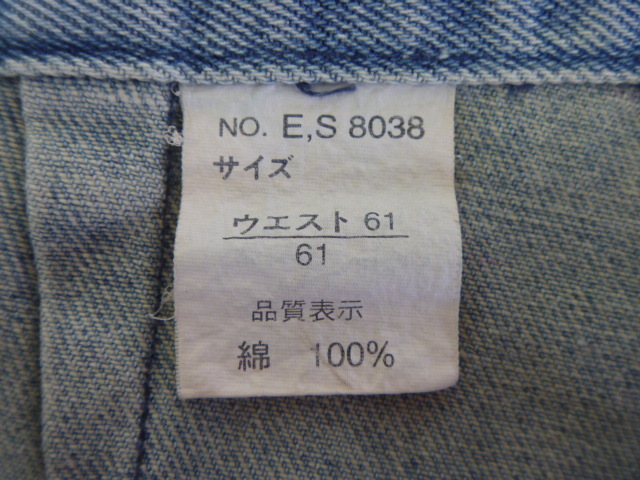 NO. E,S 8038
サイズ
ウエスト 61
61
品質表示
綿 100%